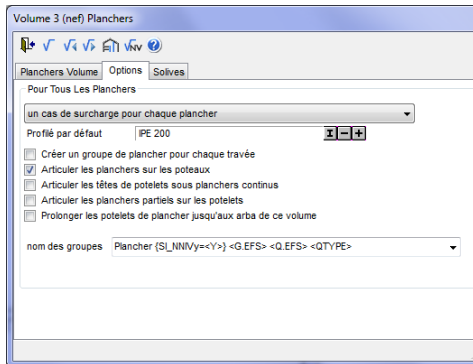 Volume 3 (nef) Planchers
Planchers Volume Options Solives
Pour Tous Les Planchers
un cas de surcharge pour chaque plancher
Profilé par défaut IPE 200
Créer un groupe de plancher pour chaque travée
Articuler les planchers sur les poteaux
Articuler les têtes de potelets sous planchers continus
Articuler les planchers partiels sur les potelets
Prolonger les potelets de plancher jusqu'aux arba de ce volume
nom des groupes Plancher {SI_NNIVy=<Y>} <G.EFS> <Q.EFS> <QTYPE>